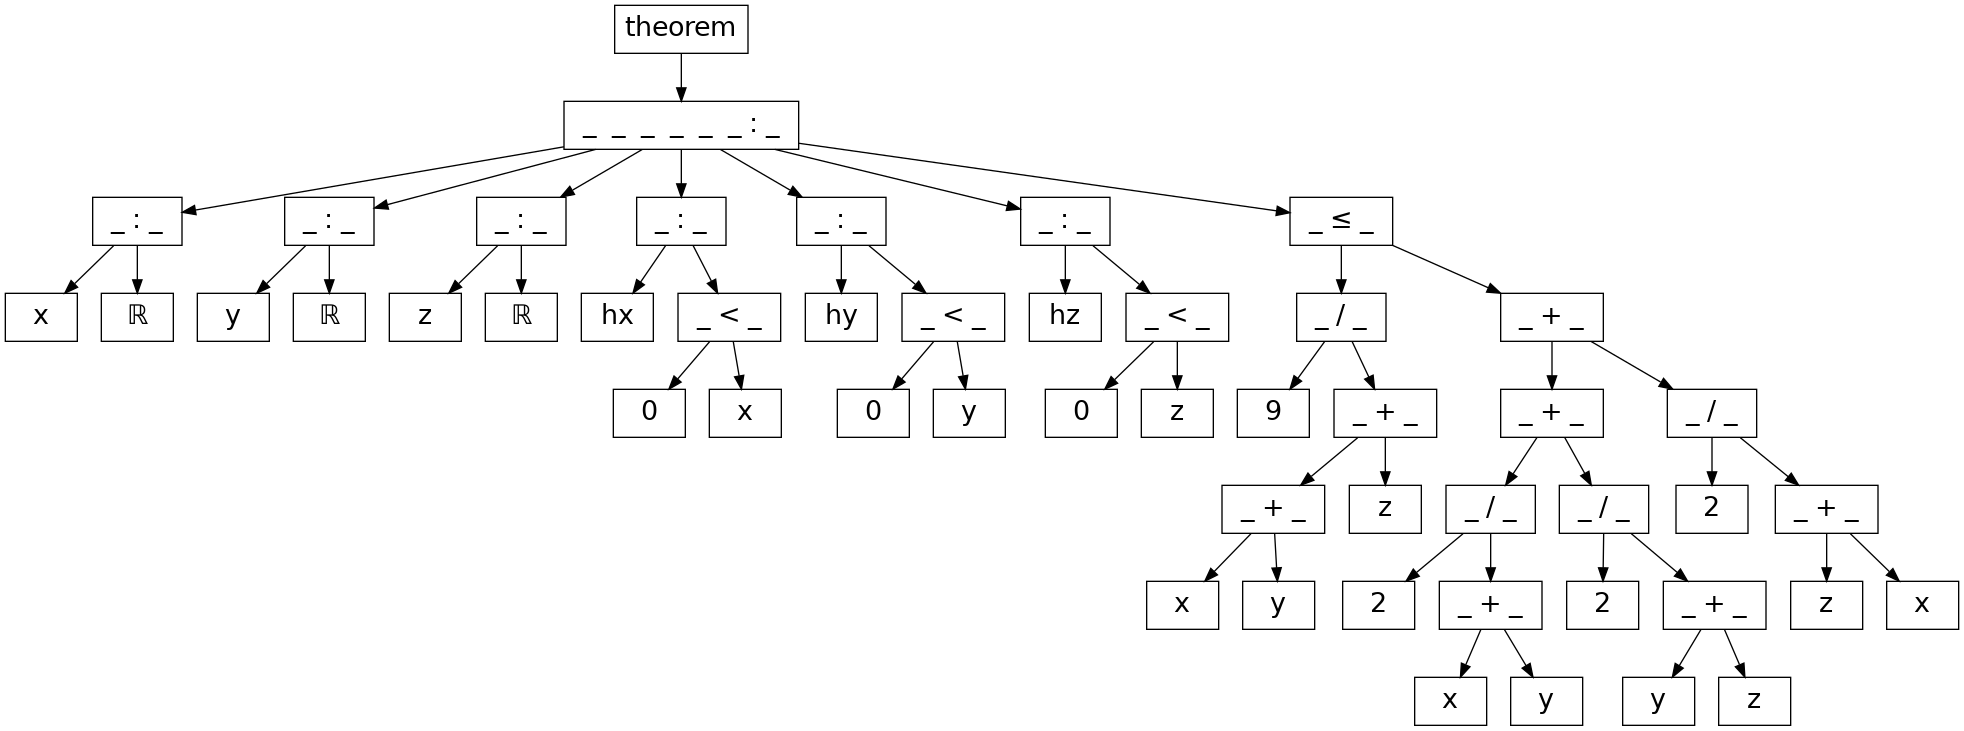 theorem
_ _ _ _ _ _ : _
_ : _ _ : _ _ : _ _ : _ _ : _ _ : _ _ ≤ _
x ℝ y ℝ z ℝ hx _ < _ hy _ < _ hz _ < _ _ / _ _ + _
0 x 0 y 0 z 9 _ + _ _ + _ _ / _
_ + _ z _ / _ _ / _ 2 _ + _
x y 2 _ + _ 2 _ + _ z x
x y y z